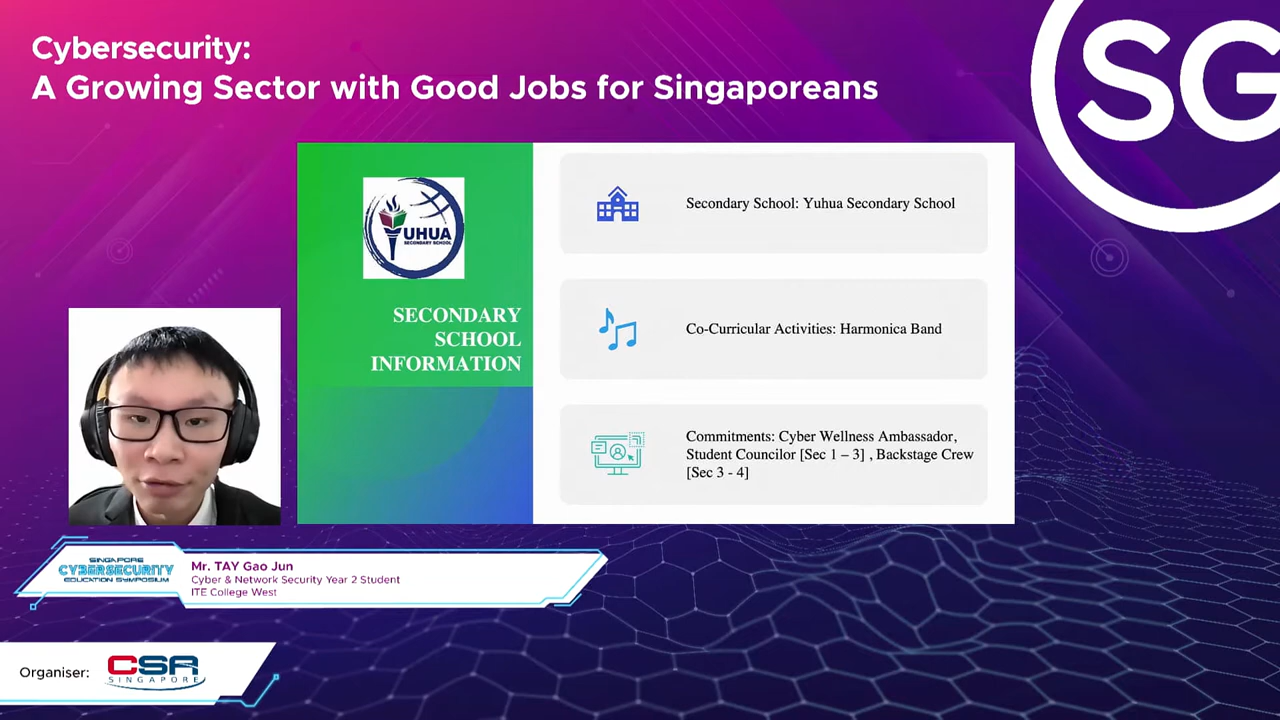 Cybersecurity:
A Growing Sector with Good Jobs for Singaporeans
SG
YUHUA
SECONDARY SCHOOL
SECONDARY
SCHOOL
INFORMATION
Secondary School: Yuhua Secondary School
Co-Curricular Activities: Harmonica Band
Commitments: Cyber Wellness Ambassador,
Student Councilor [Sec 1 – 3] , Backstage Crew
[Sec 3 - 4]
SINGAPORE
CYBERSECURITY
EDUCATION SYMPOSIUM
Mr. TAY Gao Jun
Cyber & Network Security Year 2 Student
ITE College West
Organiser:
CSA
SINGAPORE